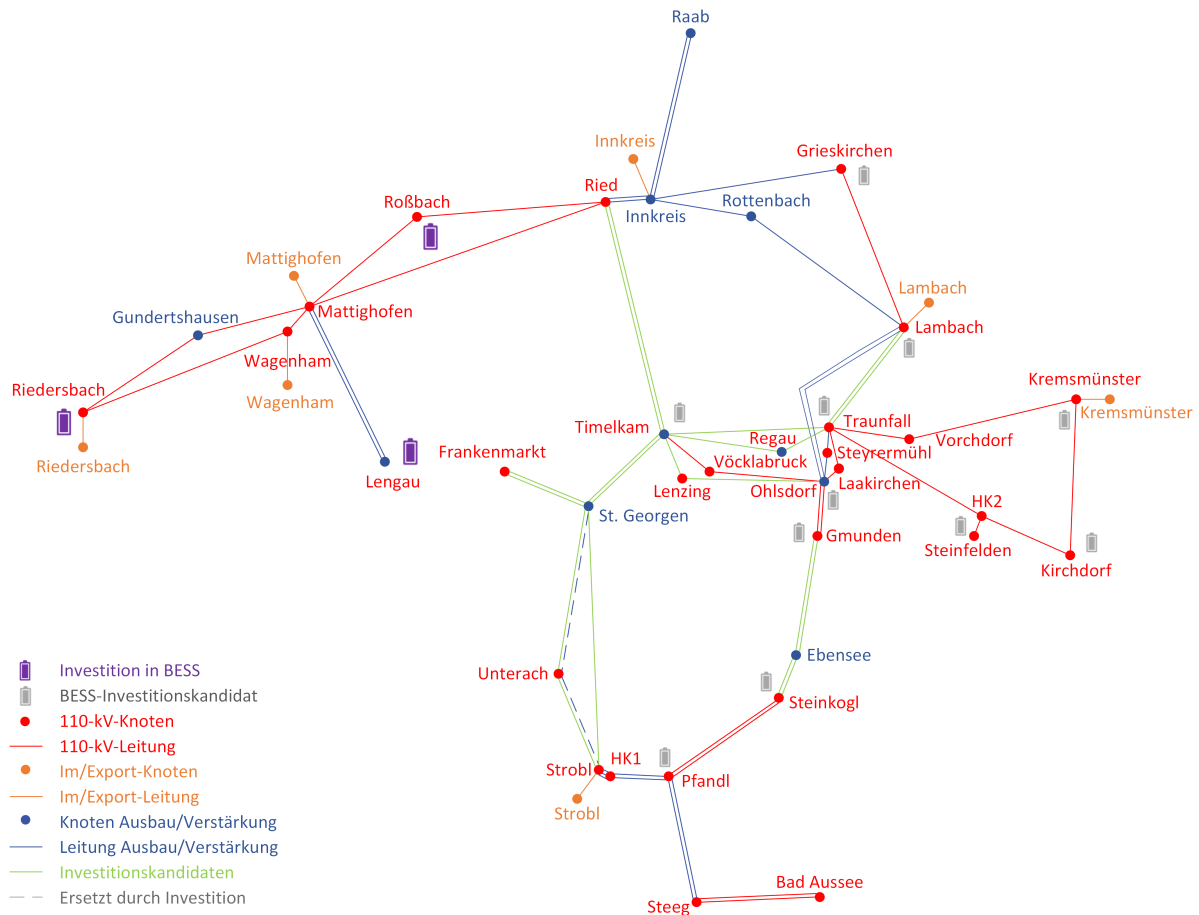 Raab
Innkreis
Grieskirchen
Ried
Roßbach
Rottenbach
Innkreis
Mattighofen
Lambach
Mattighofen
Gundertshausen
Lambach
Wagenham
Riedersbach
Kremsmünster
Wagenham
Kremsmünster
Traunfall
Timelkam
Regau
Vorchdorf
Frankenmarkt
Steyrermühl
Vöcklabruck
Riedersbach
Laakirchen
Lengau
Lenzing
Ohlsdorf
HK2
St. Georgen
Gmunden
Steinfelden
Kirchdorf
Ebensee
Unterach
Steinkogl
HK1
Strobl
Pfandl
Strobl
Bad Aussee
Steeg
Investition in BESS
BESS-Investitionskandidat
110-kV-Knoten
110-kV-Leitung
Im/Export-Knoten
Im/Export-Leitung
Knoten Ausbau/Verstärkung
Leitung Ausbau/Verstärkung
Investitionskandidaten
Ersetzt durch Investition